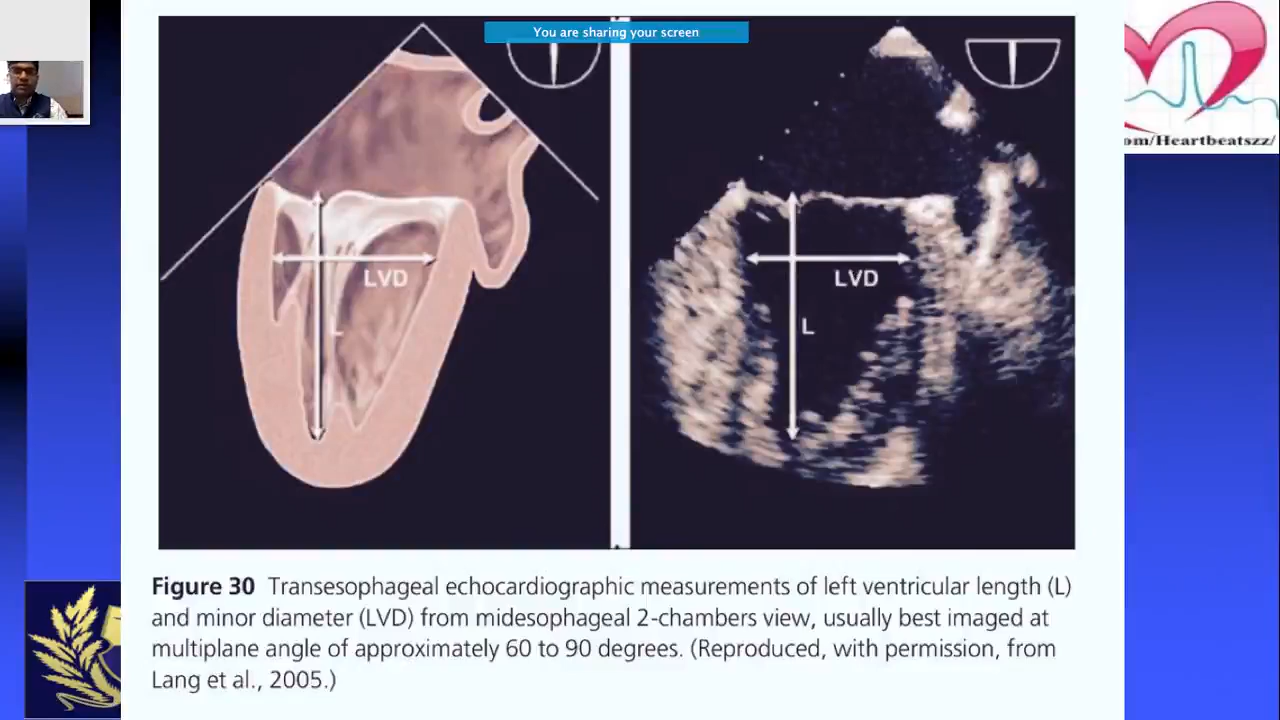 You are sharing your screen
LVD
L
LVD
L
om/Heartbeatszz/
Figure 30 Transesophageal echocardiographic measurements of left ventricular length (L)
and minor diameter (LVD) from midesophageal 2-chambers view, usually best imaged at
multiplane angle of approximately 60 to 90 degrees. (Reproduced, with permission, from
Lang et al., 2005.)